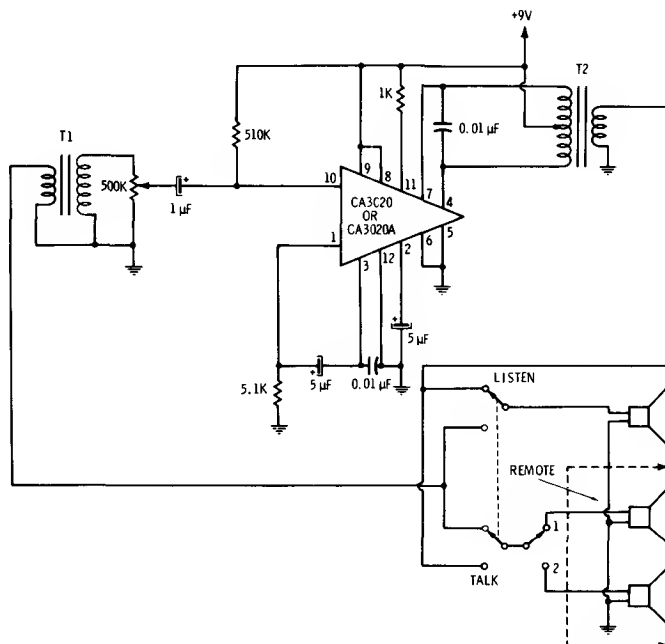 +9V
T2
T1
1K
510K
0.01 µF
500K
10
9
8
11
7
4
1 µF
+
CA3C20
OR
CA3020A
1
3
12
2
6
5
+
5 µF
5.1K
+
5 µF
0.01 µF
LISTEN
REMOTE
1
2
TALK